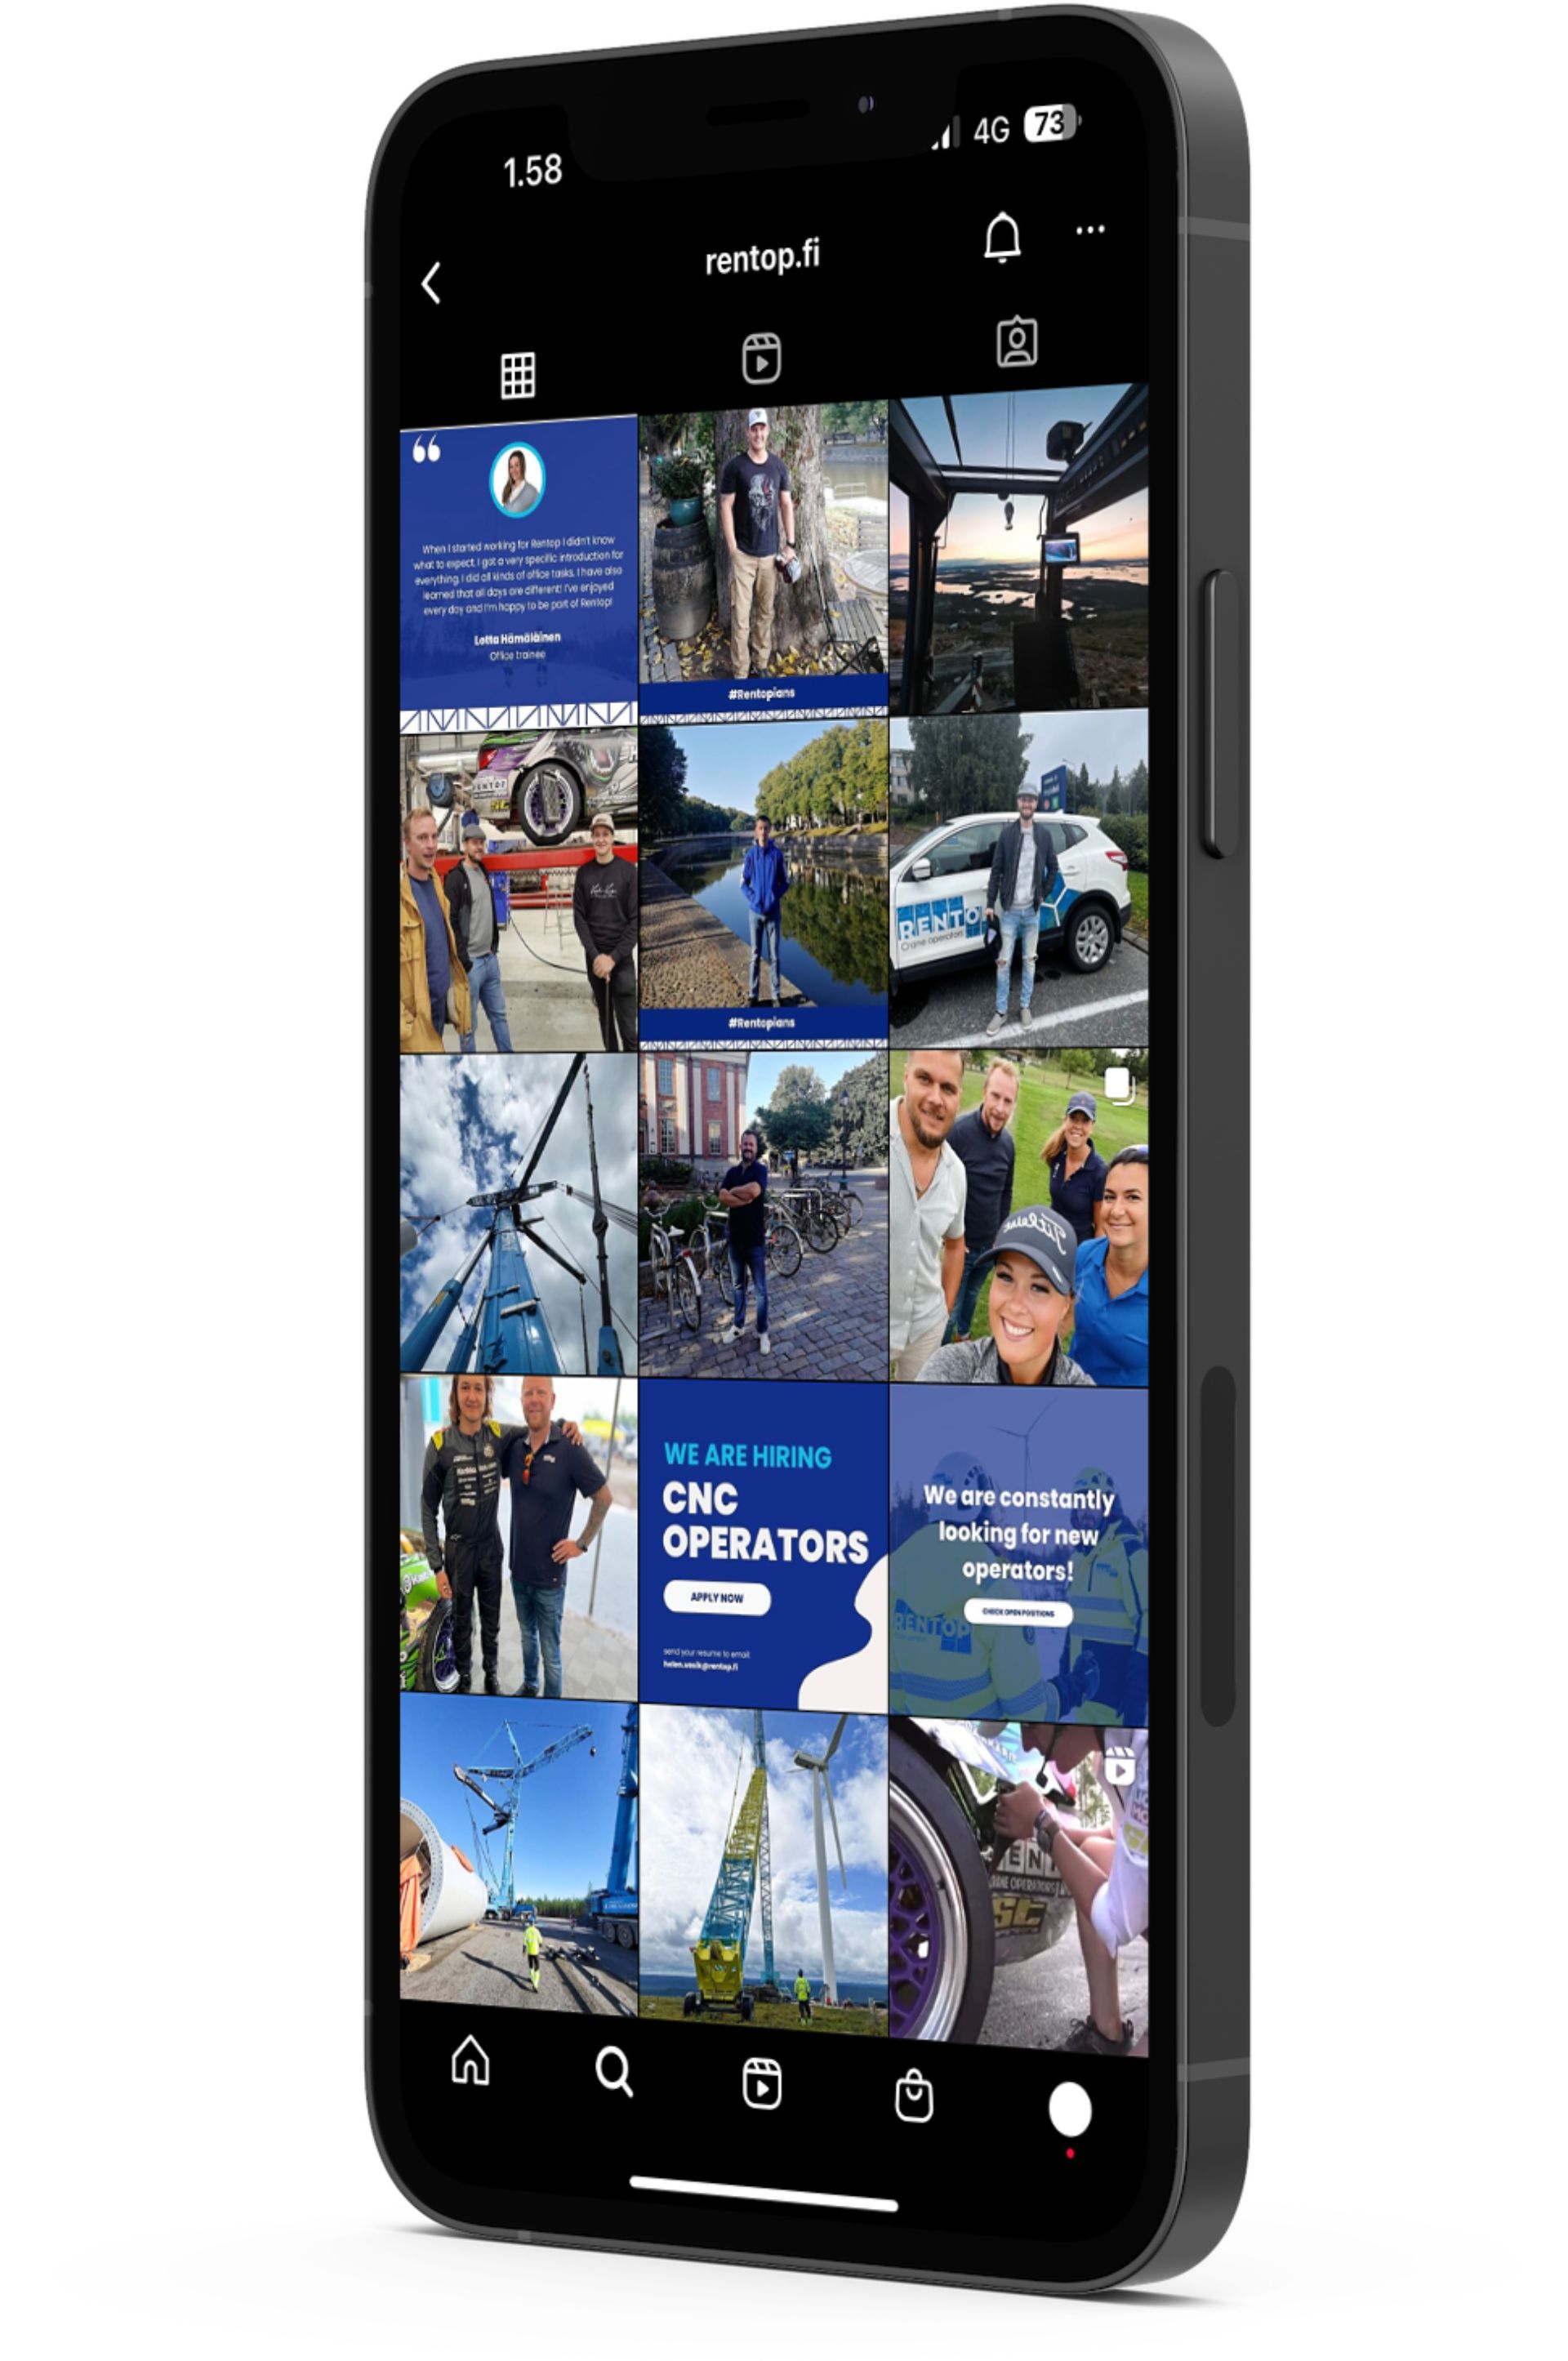 1.58
4G 73
rentop.fi
When I started working for Rentop I didn't know
what to expect. I got a very specific introduction for
everything. I did all kinds of office tasks. I have also
learned that all days are different! I've enjoyed
every day and I'm happy to be part of Rentop!
Lotta Hämäläinen
Office trainee
#Rentopians
RENTOP
#Rentopians
RENTO
Crane operators
Titleist
WE ARE HIRING
CNC
OPERATORS
APPLY NOW
send your resume to email:
helen.vesik@rentop.fi
We are constantly
looking for new
operators!
CHECK OPEN POSITIONS
RENTOP